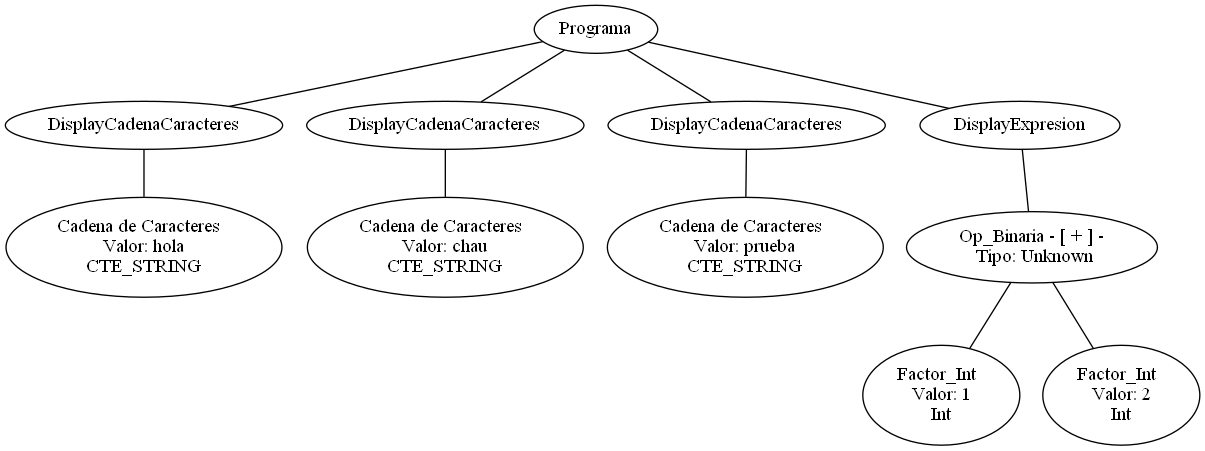 Programa
DisplayCadenaCaracteres
DisplayCadenaCaracteres
DisplayCadenaCaracteres
DisplayExpresion
Cadena de Caracteres
Valor: hola
CTE_STRING
Cadena de Caracteres
Valor: chau
CTE_STRING
Cadena de Caracteres
Valor: prueba
CTE_STRING
Op_Binaria - [ + ] -
Tipo: Unknown
Factor_Int
Valor: 1
Int
Factor_Int
Valor: 2
Int